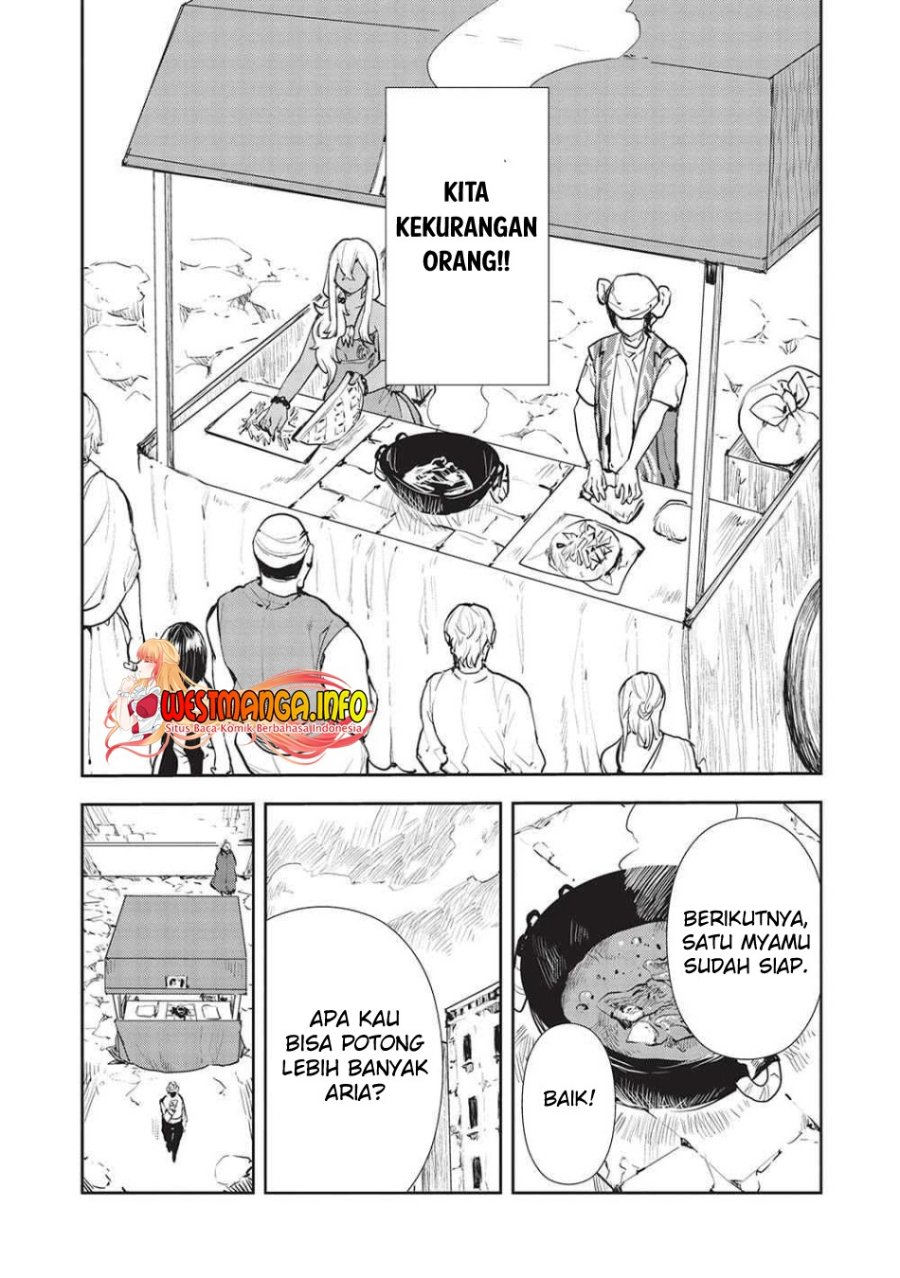 KITA
KEKURANGAN
ORANG!!
WESTMANGA.INFO
Situs Baca Komik Berbahasa Indonesia
BERIKUTNYA,
SATU MYAMU
SUDAH SIAP.
BAIK!
APA KAU
BISA POTONG
LEBIH BANYAK
ARIA?